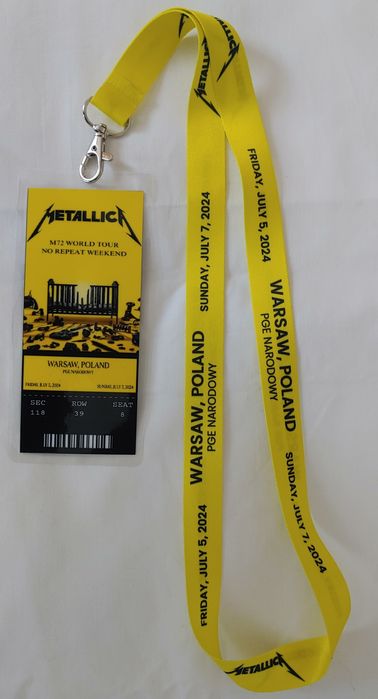 METALLICA
METALLICA
METALLICA
M72 WORLD TOUR
NO REPEAT WEEKEND
WARSAW, POLAND
PGE NARODOWY
FRIDAY, JULY 5, 2024 SUNDAY, JULY 7, 2024
SEC ROW SEAT
118 39 8
FRIDAY, JULY 5, 2024
WARSAW, POLAND
PGE NARODOWY
SUNDAY, JULY 7, 2024
FRIDAY, JULY 5, 2024
WARSAW, POLAND
PGE NARODOWY
SUNDAY, JULY 7, 2024
METALLICA